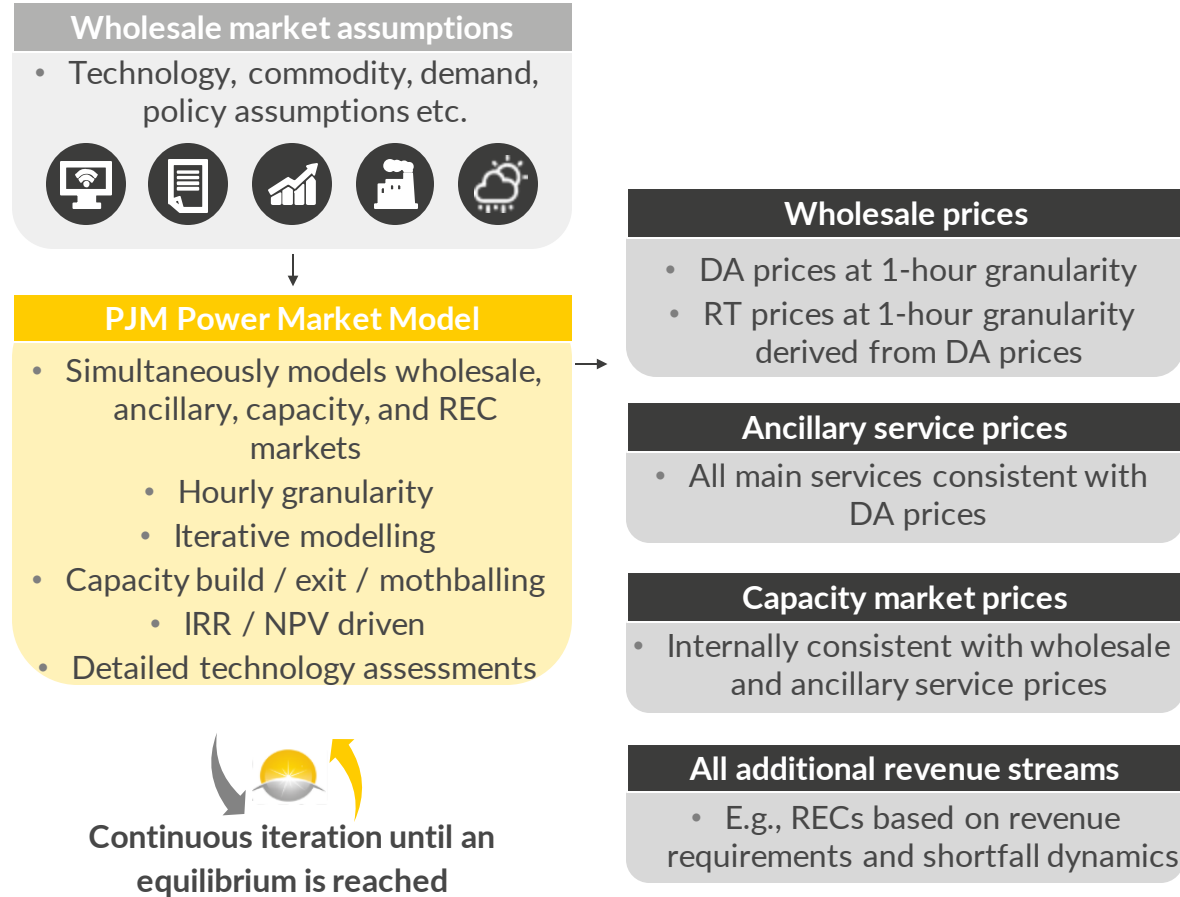 Wholesale market assumptions
• Technology, commodity, demand,
policy assumptions etc.
PJM Power Market Model
• Simultaneously models wholesale,
ancillary, capacity, and REC
markets
• Hourly granularity
• Iterative modelling
• Capacity build / exit / mothballing
• IRR / NPV driven
• Detailed technology assessments
Continuous iteration until an
equilibrium is reached
Wholesale prices
• DA prices at 1-hour granularity
• RT prices at 1-hour granularity
derived from DA prices
Ancillary service prices
• All main services consistent with
DA prices
Capacity market prices
• Internally consistent with wholesale
and ancillary service prices
All additional revenue streams
• E.g., RECs based on revenue
requirements and shortfall dynamics